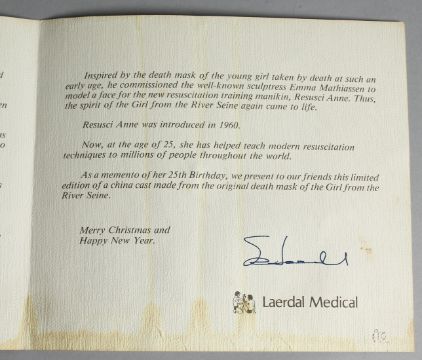 Inspired by the death mask of the young girl taken by death at such an
early age, he commissioned the well-known sculptress Emma Mathiassen to
model a face for the new resuscitation training manikin, Resusci Anne. Thus,
the spirit of the Girl from the River Seine again came to life.
Resusci Anne was introduced in 1960.
Now, at the age of 25, she has helped teach modern resuscitation
techniques to millions of people throughout the world.
As a memento of her 25th Birthday, we present to our friends this limited
edition of a china cast made from the original death mask of the Girl from the
River Seine.
Merry Christmas and
Happy New Year.
Laerdal Medical